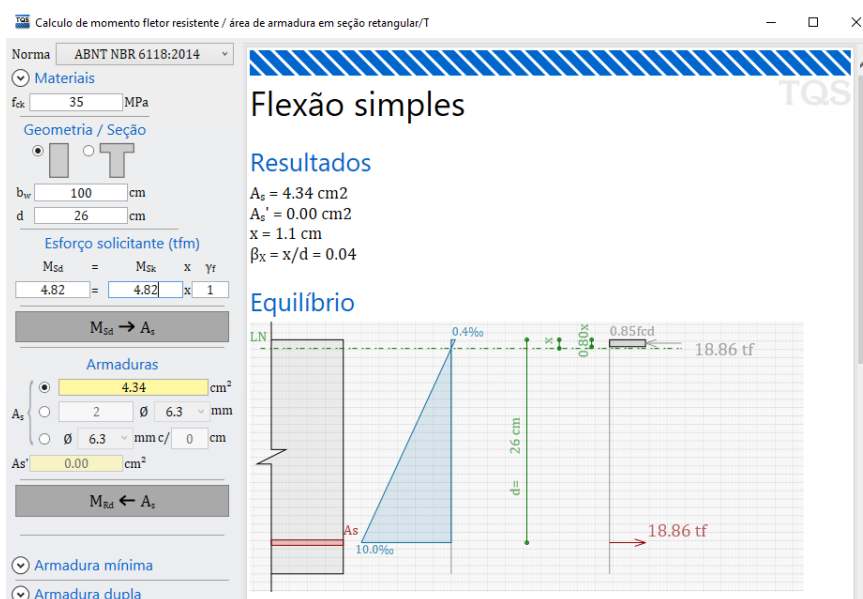 TQS Calculo de momento fletor resistente / área de armadura em seção retangular/T
Norma ABNT NBR 6118:2014
Materiais
fck 35 MPa
Geometria / Seção
bw 100 cm
d 26 cm
Esforço solicitante (tfm)
MSd = MSk x γf
4.82 = 4.82 x 1
MSd → As
Armaduras
4.34 cm²
As 2 Ø 6.3 mm
Ø 6.3 mm c/ 0 cm
As' 0.00 cm²
MRd ← As
Armadura mínima
Armadura dupla
TQS
Flexão simples
Resultados
As = 4.34 cm2
As' = 0.00 cm2
x = 1.1 cm
βX = x/d = 0.04
Equilíbrio
LN
0.4‰
x
0.80x
0.85fcd
18.86 tf
d= 26 cm
As
10.0‰
18.86 tf